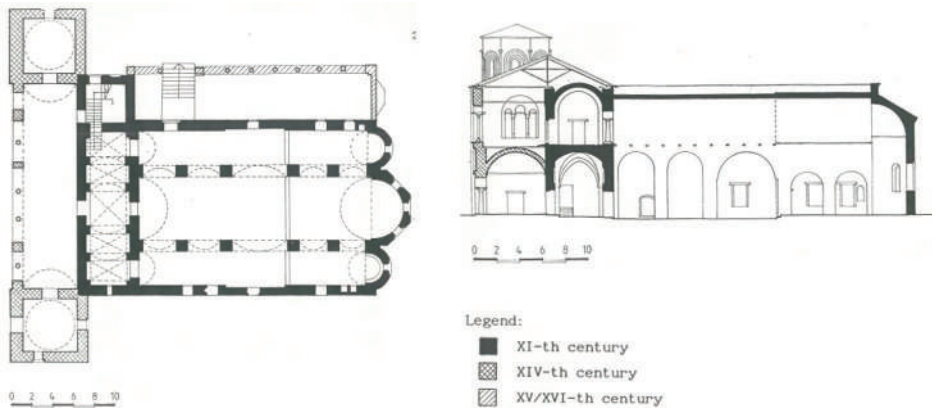 0 2 4 6 8 10
0 2 4 6 8 10
Legend:
XI-th century
XIV-th century
XV/XVI-th century